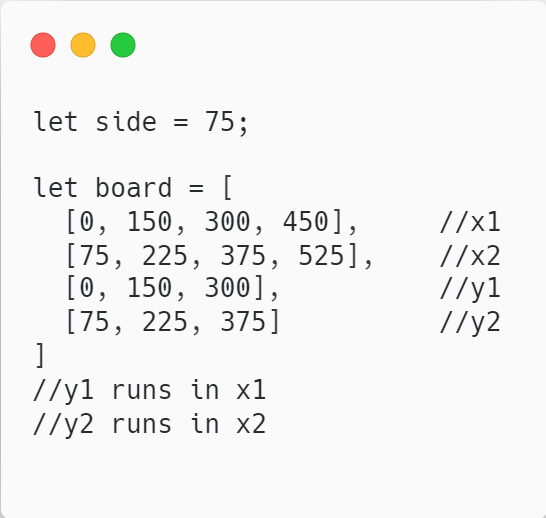 let side = 75;
let board = [
  [0, 150, 300, 450],     //x1
  [75, 225, 375, 525],    //x2
  [0, 150, 300],          //y1
  [75, 225, 375]          //y2
]
//y1 runs in x1
//y2 runs in x2